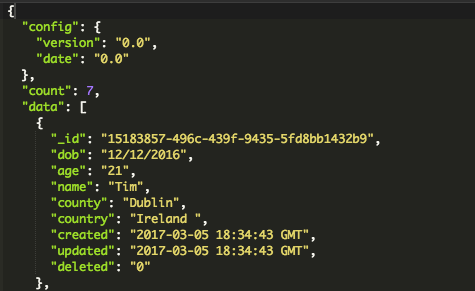 {
"config": {
"version": "0.0",
"date": "0.0"
},
"count": 7,
"data": [
{
"_id": "15183857-496c-439f-9435-5fd8bb1432b9",
"dob": "12/12/2016",
"age": "21",
"name": "Tim",
"county": "Dublin",
"country": "Ireland ",
"created": "2017-03-05 18:34:43 GMT",
"updated": "2017-03-05 18:34:43 GMT",
"deleted": "0"
},